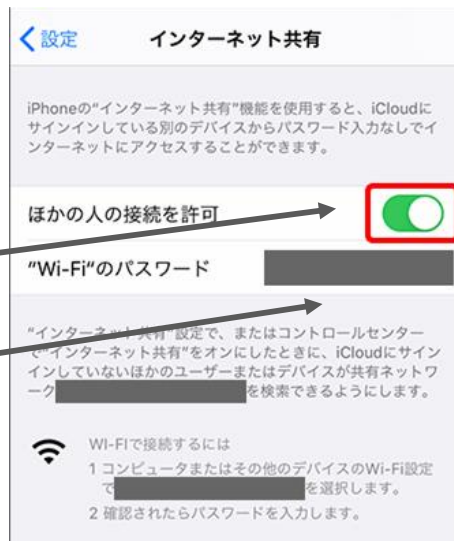 設定
インターネット共有
iPhoneの“インターネット共有”機能を使用すると、iCloudに
サインインしている別のデバイスからパスワード入力なしでイ
ンターネットにアクセスすることができます。
ほかの人の接続を許可
“Wi-Fi”のパスワード
“インターネット共有”設定で、またはコントロールセンター
で“インターネット共有”をオンにしたときに、iCloudにサイン
インしていないほかのユーザーまたはデバイスが共有ネットワ
ーク を検索できるようにします。
WI-FIで接続するには
1 コンピュータまたはその他のデバイスのWi-Fi設定
で を選択します。
2 確認されたらパスワードを入力します。